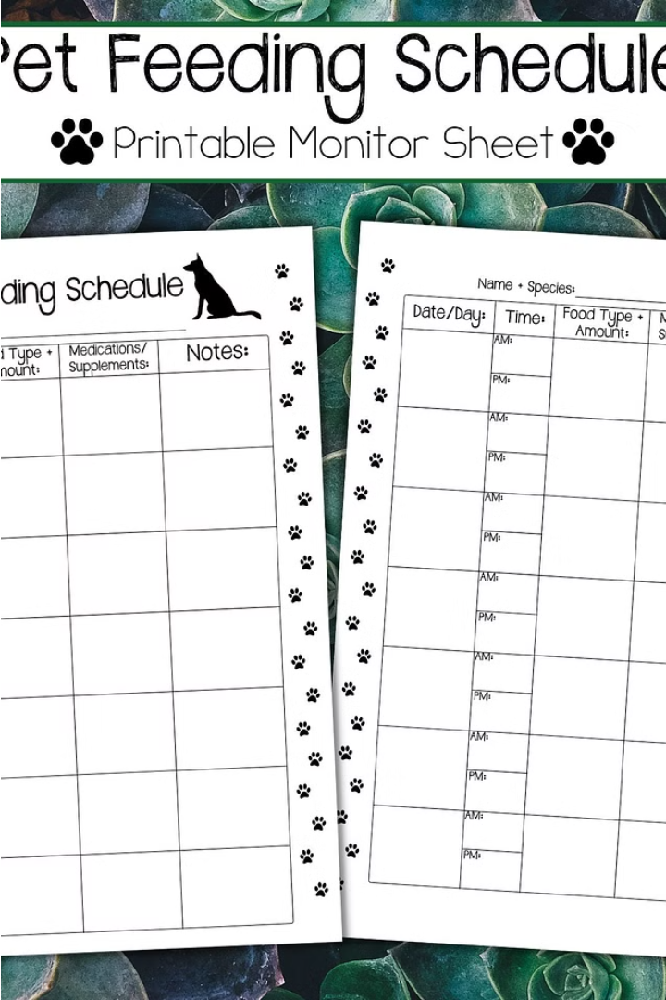 Pet Feeding Schedule
Printable Monitor Sheet
ding Schedule
d Type +
mount:
Medications/
Supplements:
Notes:
Name + Species:
Date/Day:
Time:
Food Type +
Amount:
AM:
PM:
AM:
PM:
AM:
PM:
AM:
PM:
AM:
PM:
AM:
PM:
AM:
PM: